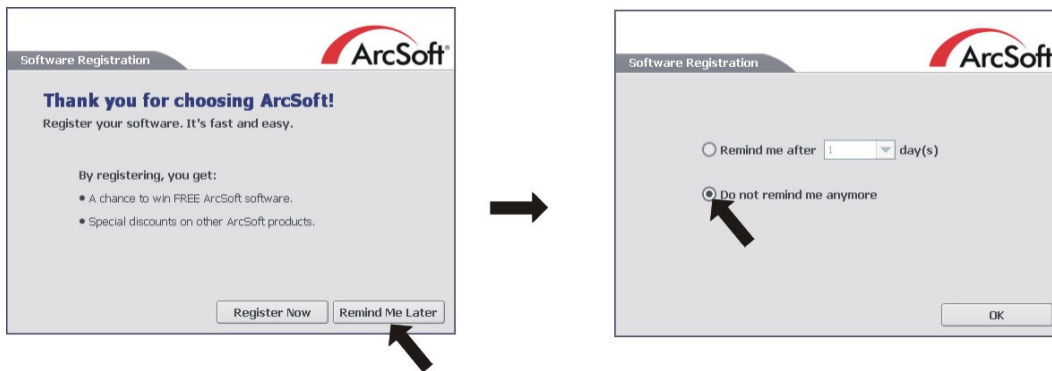 ArcSoft®
Software Registration
Thank you for choosing ArcSoft!
Register your software. It's fast and easy.
By registering, you get:
• A chance to win FREE ArcSoft software.
• Special discounts on other ArcSoft products.
Register Now
Remind Me Later
ArcSoft
Software Registration
Remind me after 1 day(s)
Do not remind me anymore
OK